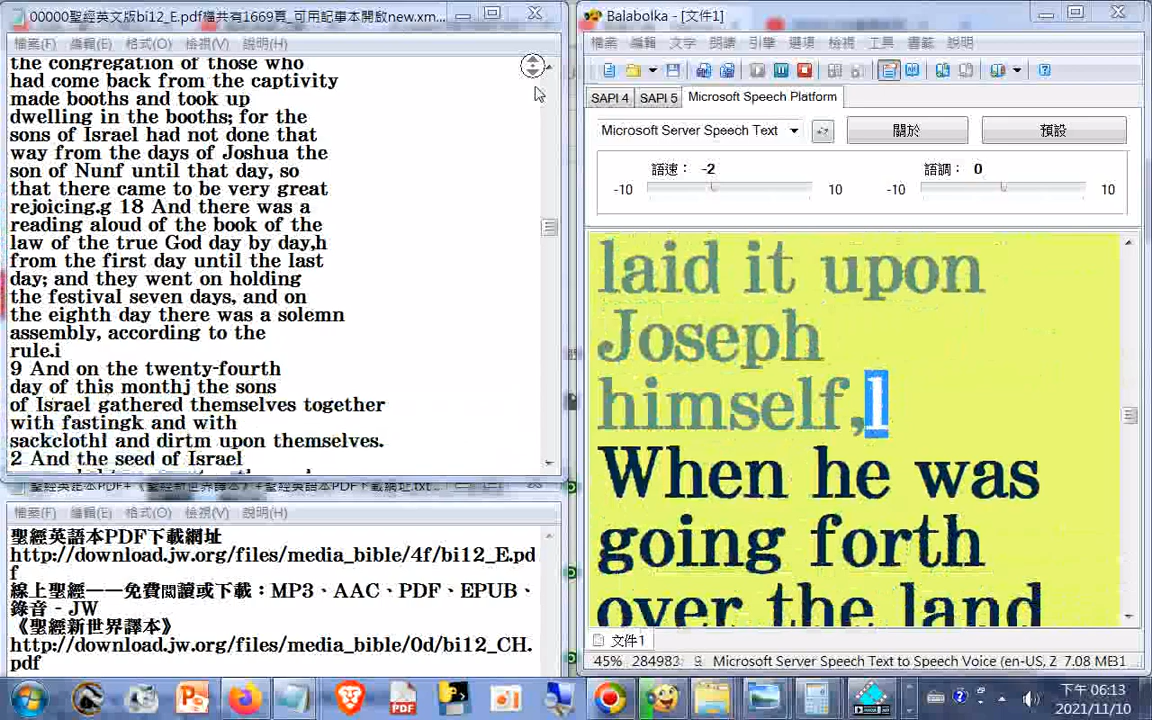 00000聖經英文版bi12_E.pdf檔共有1669頁_可用記事本開啟new.xm...
檔案(F) 編輯(E) 格式(O) 檢視(V) 說明(H)
the congregation of those who
had come back from the captivity
made booths and took up
dwelling in the booths; for the
sons of Israel had not done that
way from the days of Joshua the
son of Nunf until that day, so
that there came to be very great
rejoicing.g 18 And there was a
reading aloud of the book of the
law of the true God day by day,h
from the first day until the last
day; and they went on holding
the festival seven days, and on
the eighth day there was a solemn
assembly, according to the
rule.i
9 And on the twenty-fourth
day of this monthj the sons
of Israel gathered themselves together
with fastingk and with
sackclothl and dirtm upon themselves.
2 And the seed of Israel
檔案(F) 編輯(E) 格式(O) 檢視(V) 說明(H)
聖經英語本PDF下載網址
http://download.jw.org/files/media_bible/4f/bi12_E.pd
f
線上聖經——免費閱讀或下載：MP3、AAC、PDF、EPUB、
錄音 - JW
《聖經新世界譯本》
http://download.jw.org/files/media_bible/0d/bi12_CH.
pdf
Balabolka - [文件1]
檔案 編輯 文字 朗讀 引擎 選項 檢視 工具 書籤 說明
SAPI 4 SAPI 5 Microsoft Speech Platform
Microsoft Server Speech Text 關於 預設
語速： -2 語調： 0
-10 10 -10 10
laid it upon
Joseph
himself,l
When he was
going forth
over the land
文件1
45% 284983 Microsoft Server Speech Text to Speech Voice (en-US, Z 7.08 MB1
下午 06:13
2021/11/10